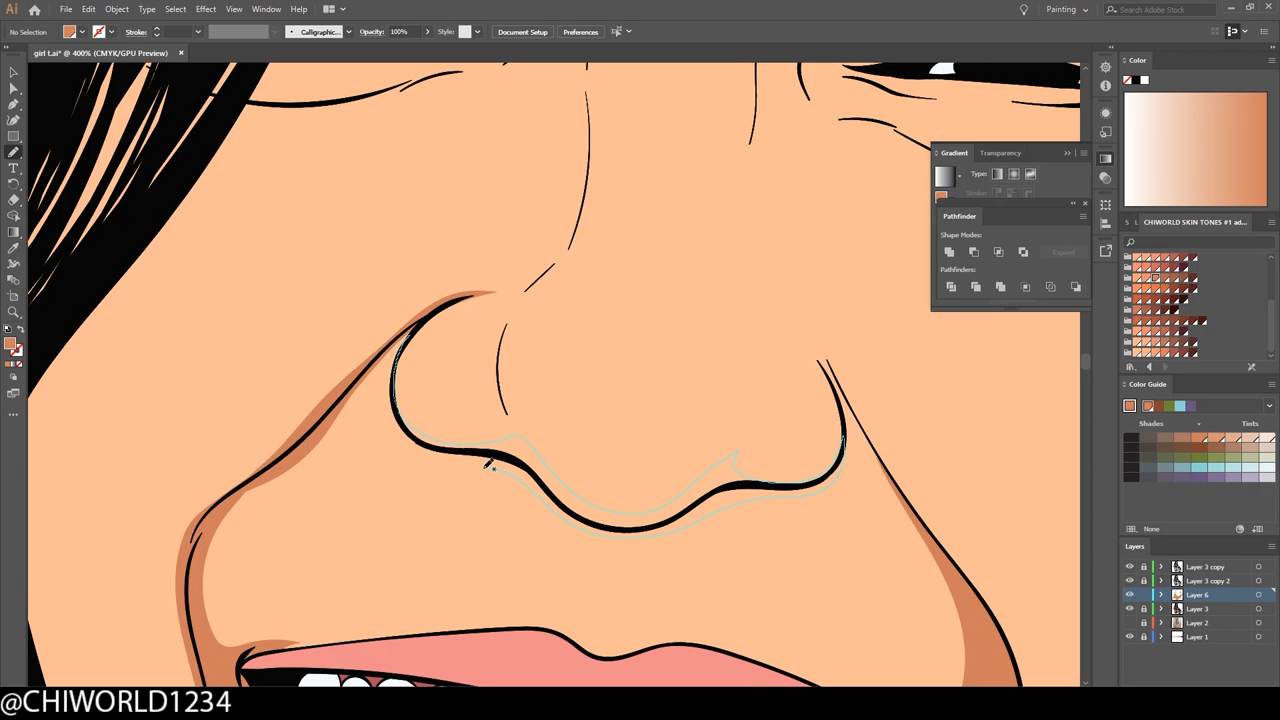 Ai File Edit Object Type Select Effect View Window Help Painting Search Adobe Stock
No Selection Stroke: Calligraphic... Opacity: 100% Style: Document Setup Preferences
girl t.ai* @ 400% (CMYK/GPU Preview)
Color
Gradient Transparency
Type:
Stroke:
Pathfinder
Shape Modes:
Expand
Pathfinders:
S L CHIWORLD SKIN TONES #1 ad...
Color Guide
Shades Tints
None
Layers
Layer 3 copy
Layer 3 copy 2
Layer 6
Layer 3
Layer 2
Layer 1
@CHIWORLD1234